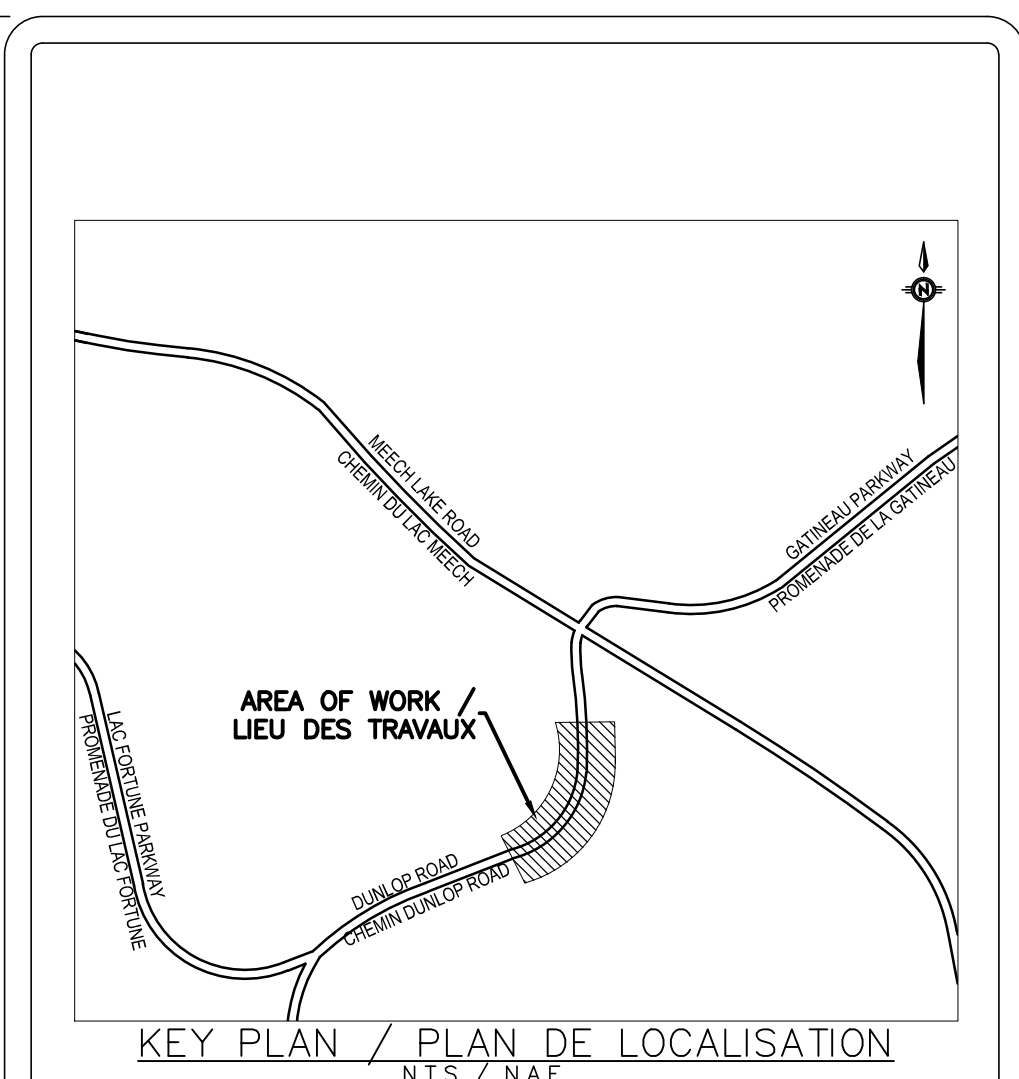 N
MEECH LAKE ROAD
CHEMIN DU LAC MEECH
GATINEAU PARKWAY
PROMENADE DE LA GATINEAU
AREA OF WORK /
LIEU DES TRAVAUX
LAC FORTUNE PARKWAY
PROMENADE DU LAC FORTUNE
DUNLOP ROAD
CHEMIN DUNLOP ROAD
KEY PLAN / PLAN DE LOCALISATION
NTS / NAE